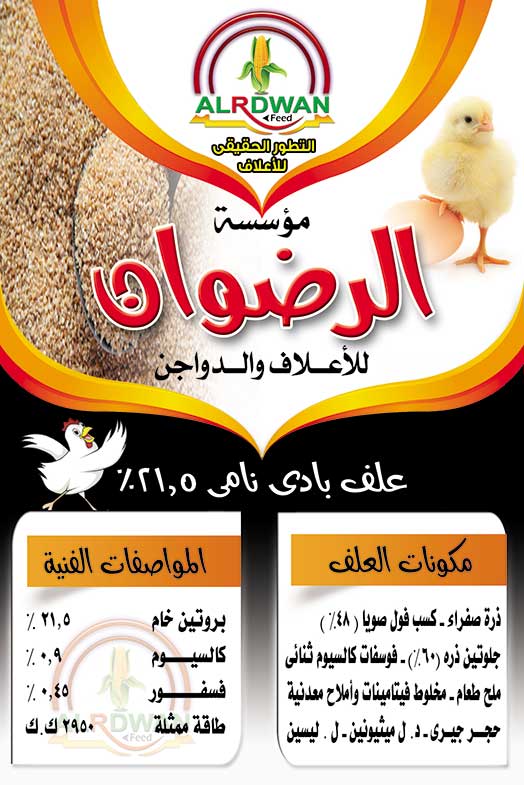 ALRDWAN
Feed
التطور الحقيقى
للأعلاف
مؤسسة
الرضوان
للأعلاف والدواجن
علف بادى نامى ٢١,٥٪
مكونات العلف
ذرة صفراء - كسب فول صويا (٤٨٪)
جلوتين ذره (٦٠٪) - فوسفات كالسيوم ثنائى
ملح طعام - مخلوط فيتامينات وأملاح معدنية
حجر جيرى - د. ل ميثيونين - ل. ليسين
المواصفات الفنية
بروتين خام ٢١,٥ ٪
كالسيوم ٠,٩ ٪
فسفور ٠,٤٥ ٪
طاقة ممثلة ٢٩٥٠ ك.ك
ALRDWAN
Feed